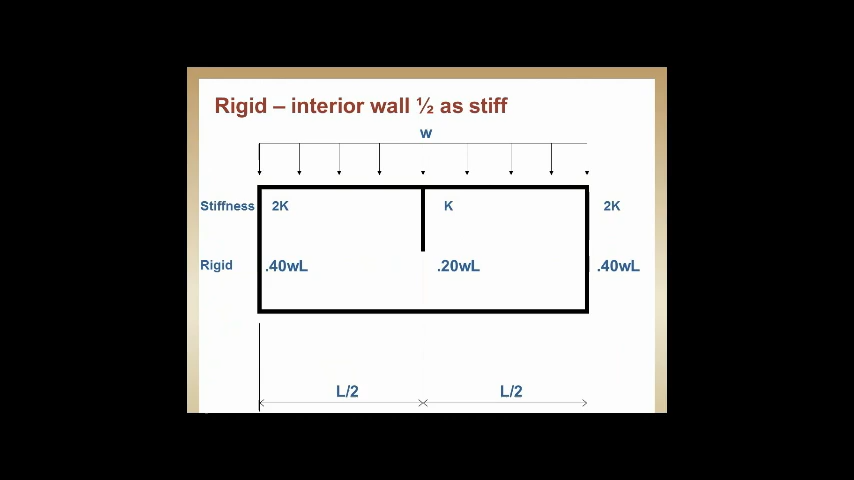 Rigid – interior wall ½ as stiff
w
Stiffness 2K K 2K
Rigid .40wL .20wL .40wL
L/2 L/2